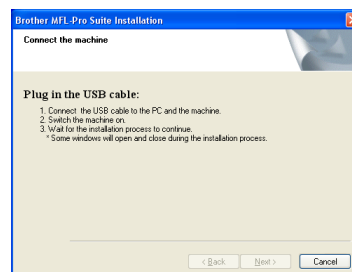 Brother MFL-Pro Suite Installation
Connect the machine
Plug in the USB cable:
1. Connect the USB cable to the PC and the machine.
2. Switch the machine on.
3. Wait for the installation process to continue.
* Some windows will open and close during the installation process.
< Back Next > Cancel